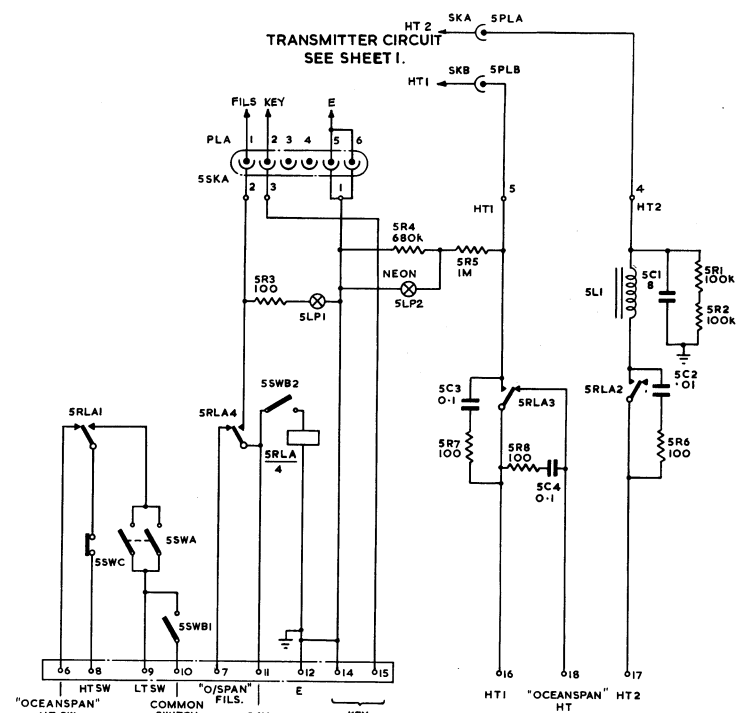 HT 2
SKA
5PLA
TRANSMITTER CIRCUIT
SEE SHEET 1.
HT1
SKB
5PLB
FILS
KEY
E
PLA
1
2
3
4
5
6
5SKA
2
3
1
5
HT1
4
HT2
5R4
680k
5R5
1M
5R3
100
5LP1
NEON
5LP2
5L1
5C1
8
5R1
100k
5R2
100k
5RLA1
5RLA4
5SWB2
5RLA
4
5C3
0·1
5RLA3
5RLA2
5C2
·01
5R7
100
5R8
100
5C4
0·1
5R6
100
5SWC
5SWA
5SWB1
6
8
9
10
7
11
12
14
15
16
18
17
"OCEANSPAN"
HT SW
LT SW
COMMON
"O/SPAN"
FILS.
E
HT1
"OCEANSPAN"
HT
HT2